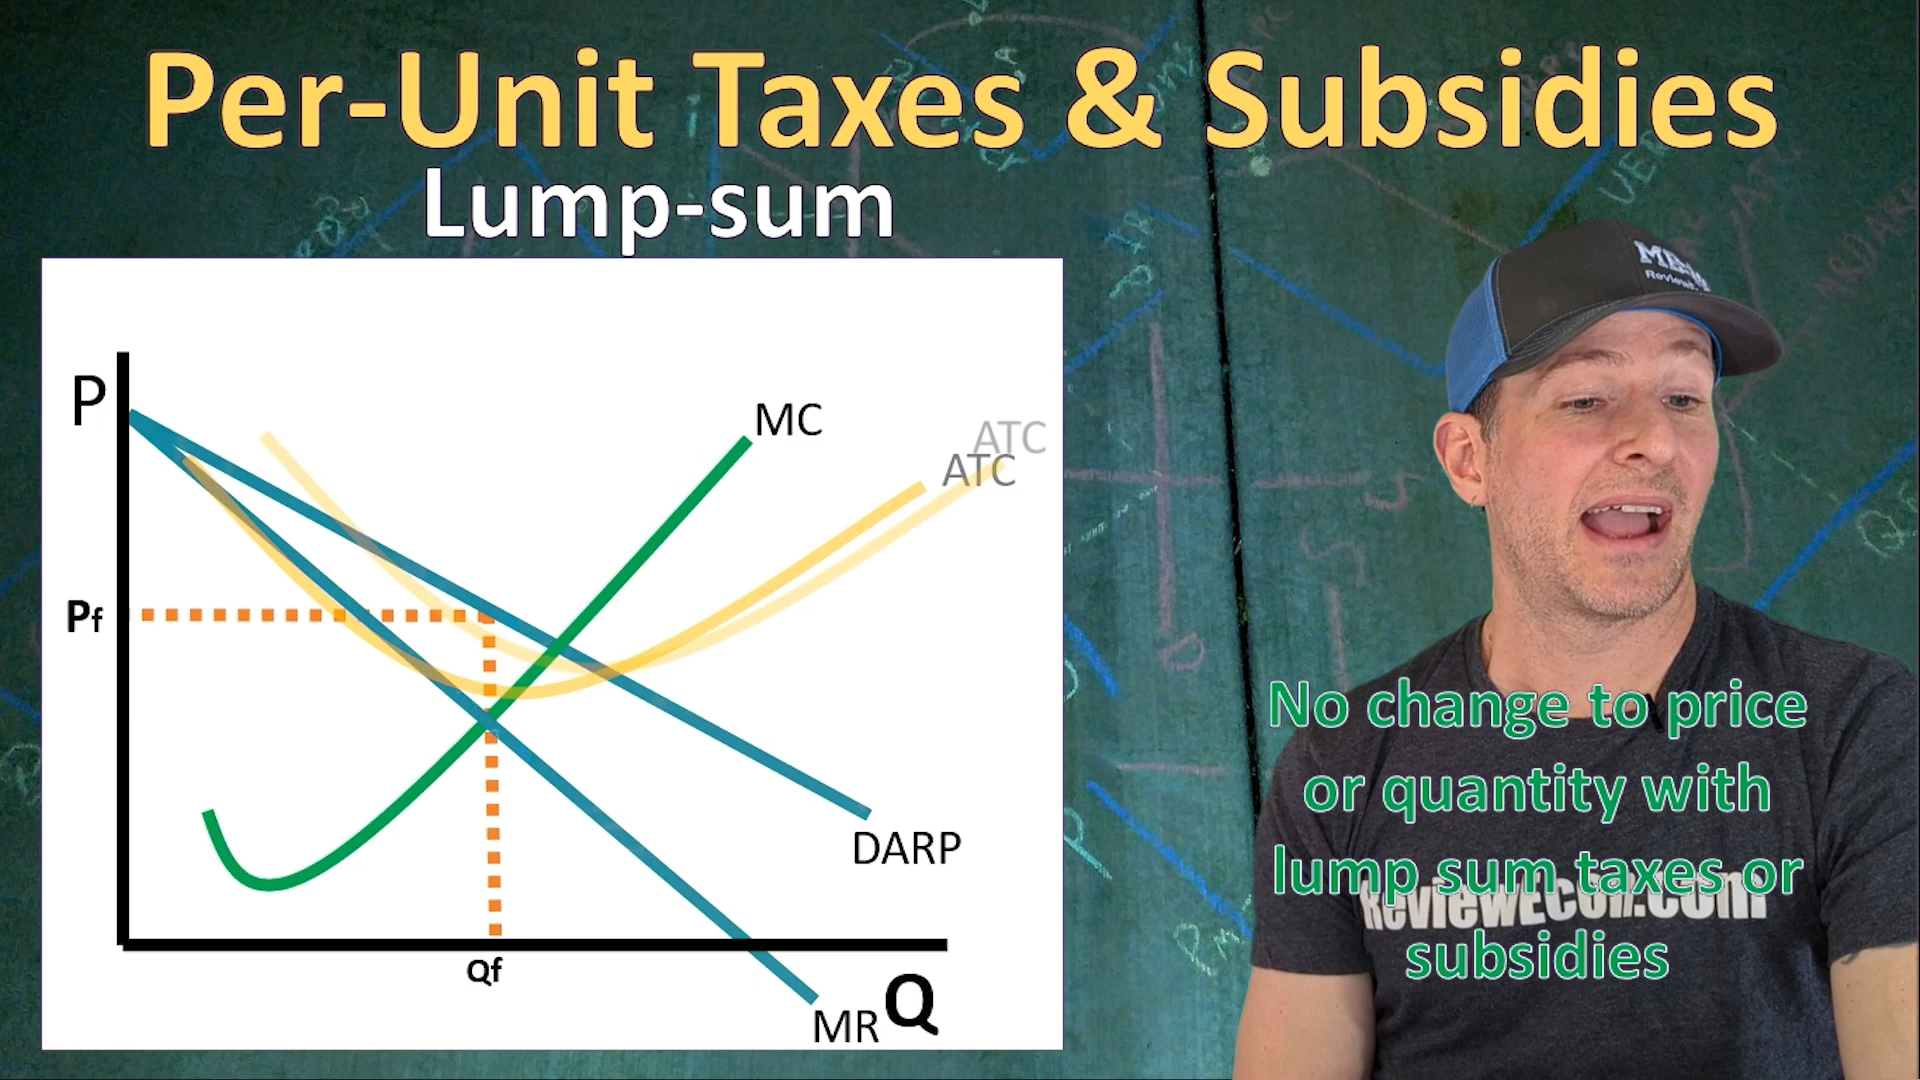 Per-Unit Taxes & Subsidies
Lump-sum
P
MC
ATC
ATC
Pf
DARP
Qf
Q
MR
No change to price
or quantity with
lump sum taxes or
subsidies
ReviewEcon.com